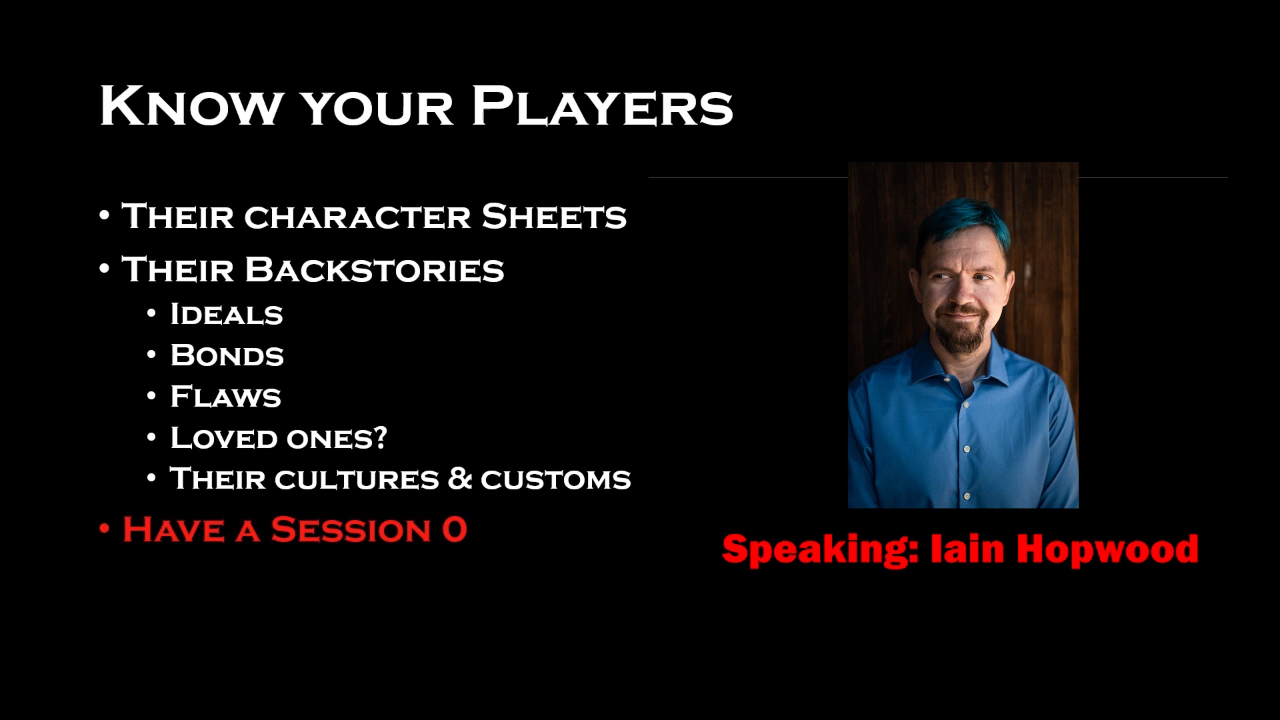 Know your Players
• Their character Sheets
• Their Backstories
• Ideals
• Bonds
• Flaws
• Loved ones?
• Their cultures & customs
• Have a Session 0
Speaking: Iain Hopwood